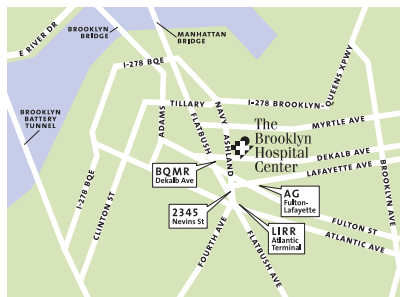 E RIVER DR
BROOKLYN
BRIDGE
MANHATTAN
BRIDGE
I-278 BQE
BROOKLYN
BATTERY
TUNNEL
TILLARY
I-278 BROOKLYN-QUEENS XPWY
ADAMS
FLATBUSH
NAVY
ASHLAND
MYRTLE AVE
The
Brooklyn
Hospital
Center
DEKALB AVE
LAFAYETTE AVE
BROOKLYN AVE
BQMR
Dekalb Ave
I-278 BQE
CLINTON ST
AG
Fulton-
Lafayette
2345
Nevins St
LIRR
Atlantic
Terminal
FULTON ST
ATLANTIC AVE
FOURTH AVE
FLATBUSH AVE